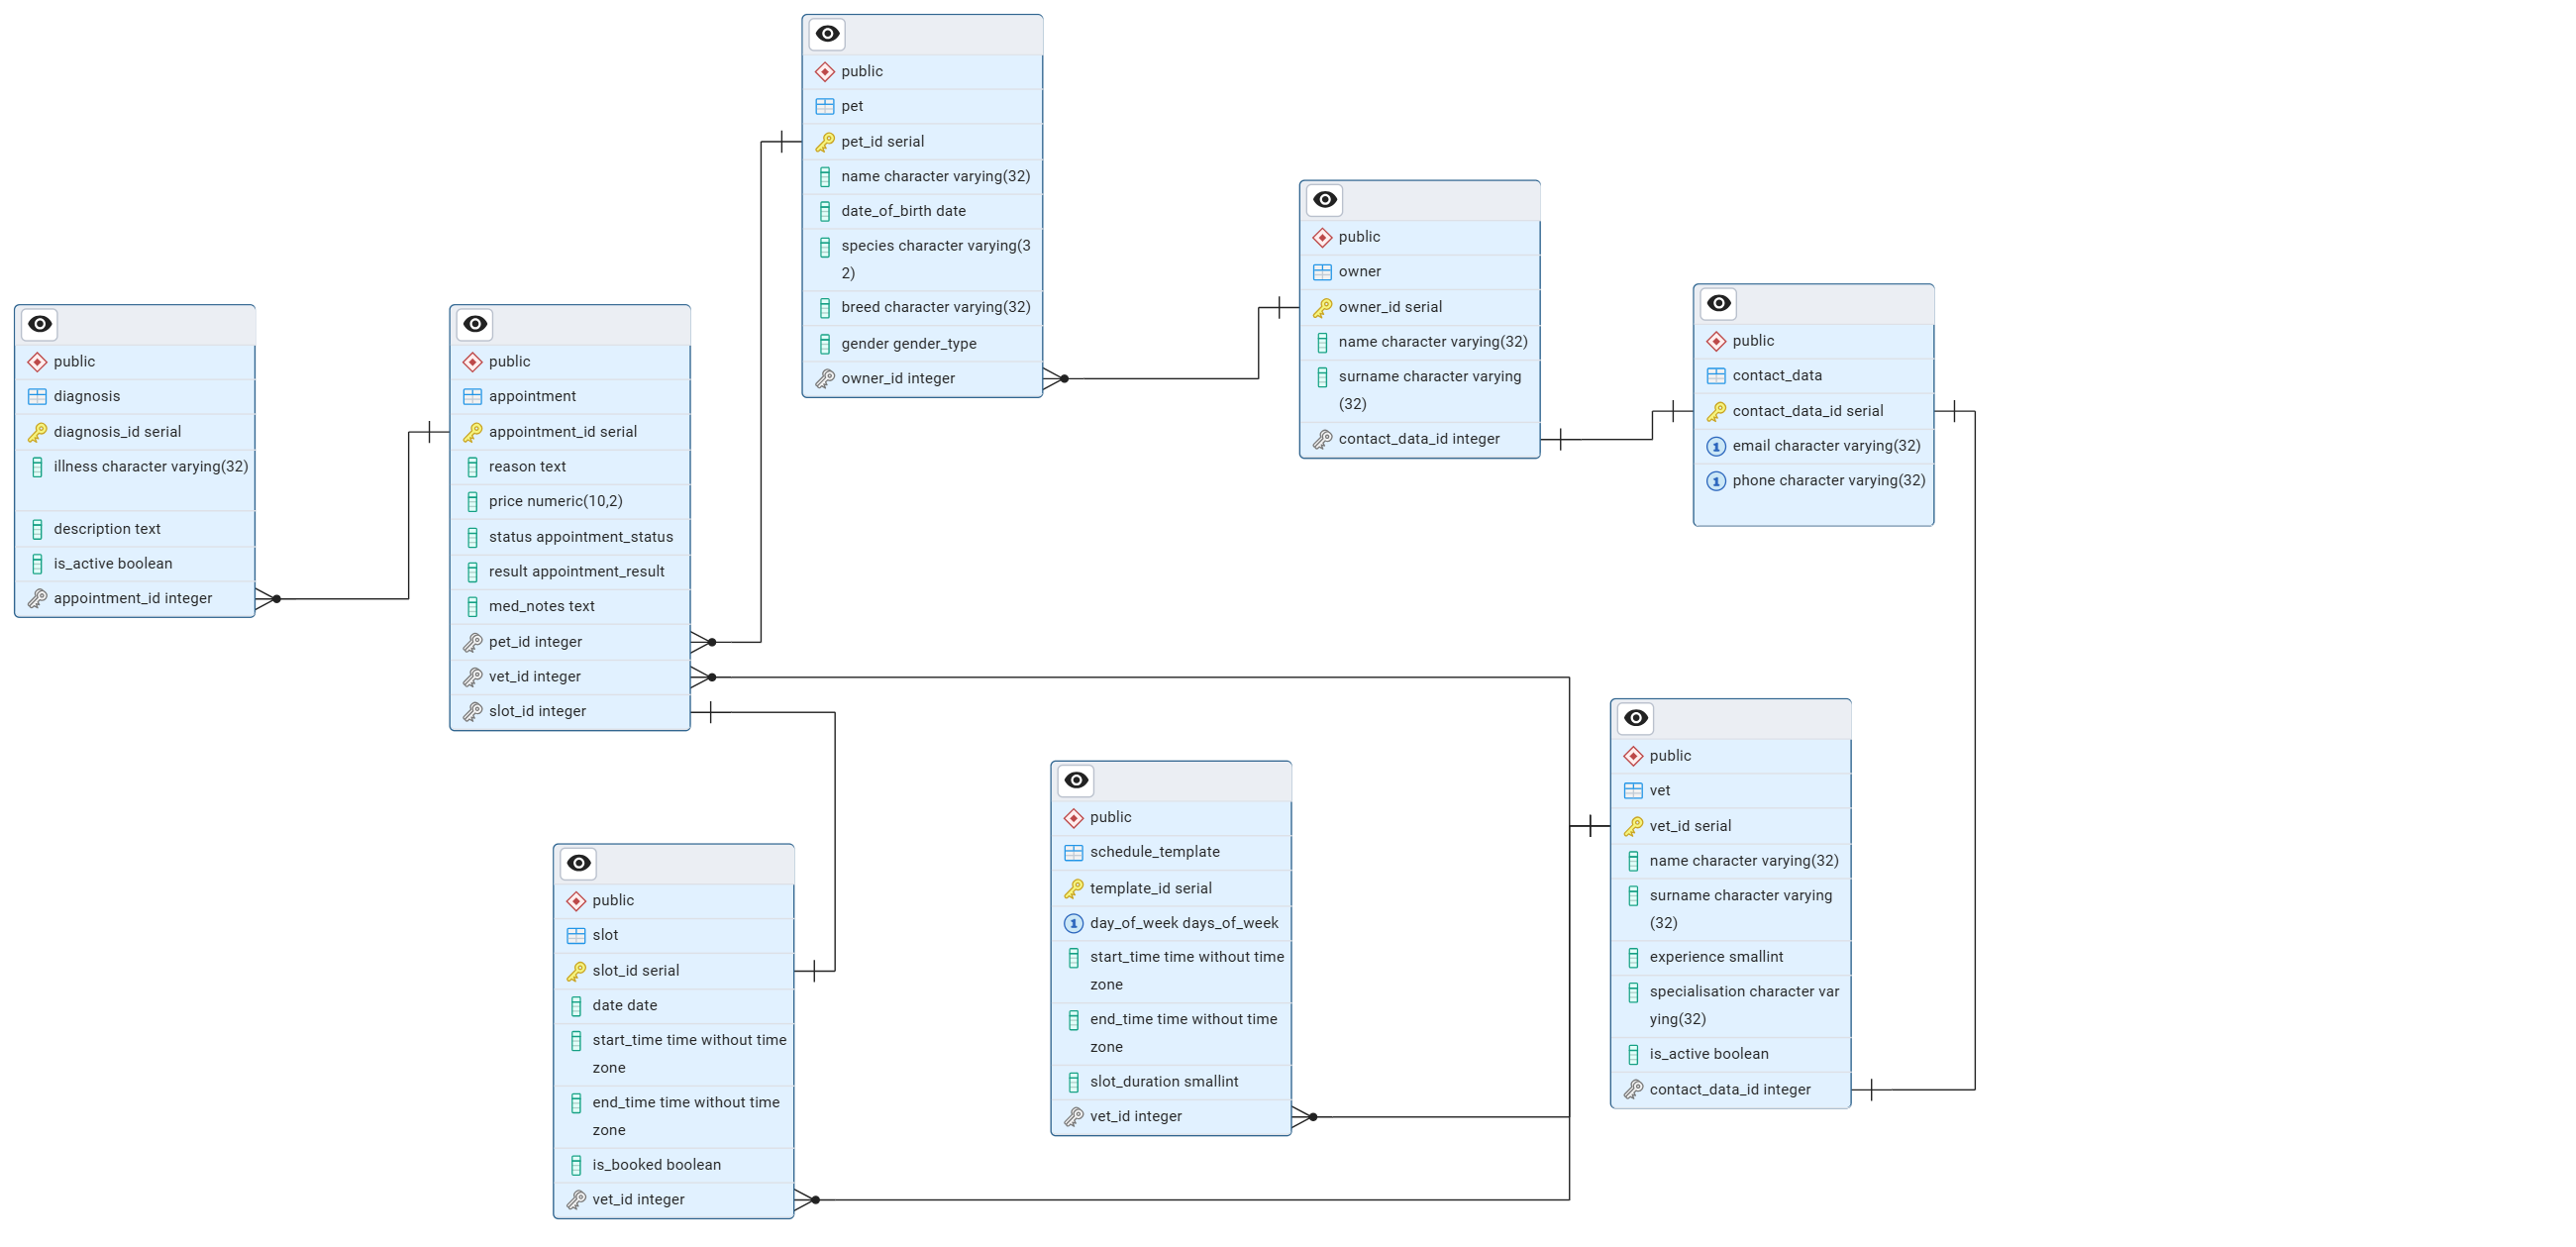 public
pet
pet_id serial
name character varying(32)
date_of_birth date
species character varying(3
2)
breed character varying(32)
gender gender_type
owner_id integer
public
owner
owner_id serial
name character varying(32)
surname character varying
(32)
contact_data_id integer
public
contact_data
contact_data_id serial
1 email character varying(32)
1 phone character varying(32)
public
diagnosis
diagnosis_id serial
illness character varying(32)
description text
is_active boolean
appointment_id integer
public
appointment
appointment_id serial
reason text
price numeric(10,2)
status appointment_status
result appointment_result
med_notes text
pet_id integer
vet_id integer
slot_id integer
public
vet
vet_id serial
name character varying(32)
surname character varying
(32)
experience smallint
specialisation character var
ying(32)
is_active boolean
contact_data_id integer
public
schedule_template
template_id serial
1 day_of_week days_of_week
start_time time without time
zone
end_time time without time
zone
slot_duration smallint
vet_id integer
public
slot
slot_id serial
date date
start_time time without time
zone
end_time time without time
zone
is_booked boolean
vet_id integer